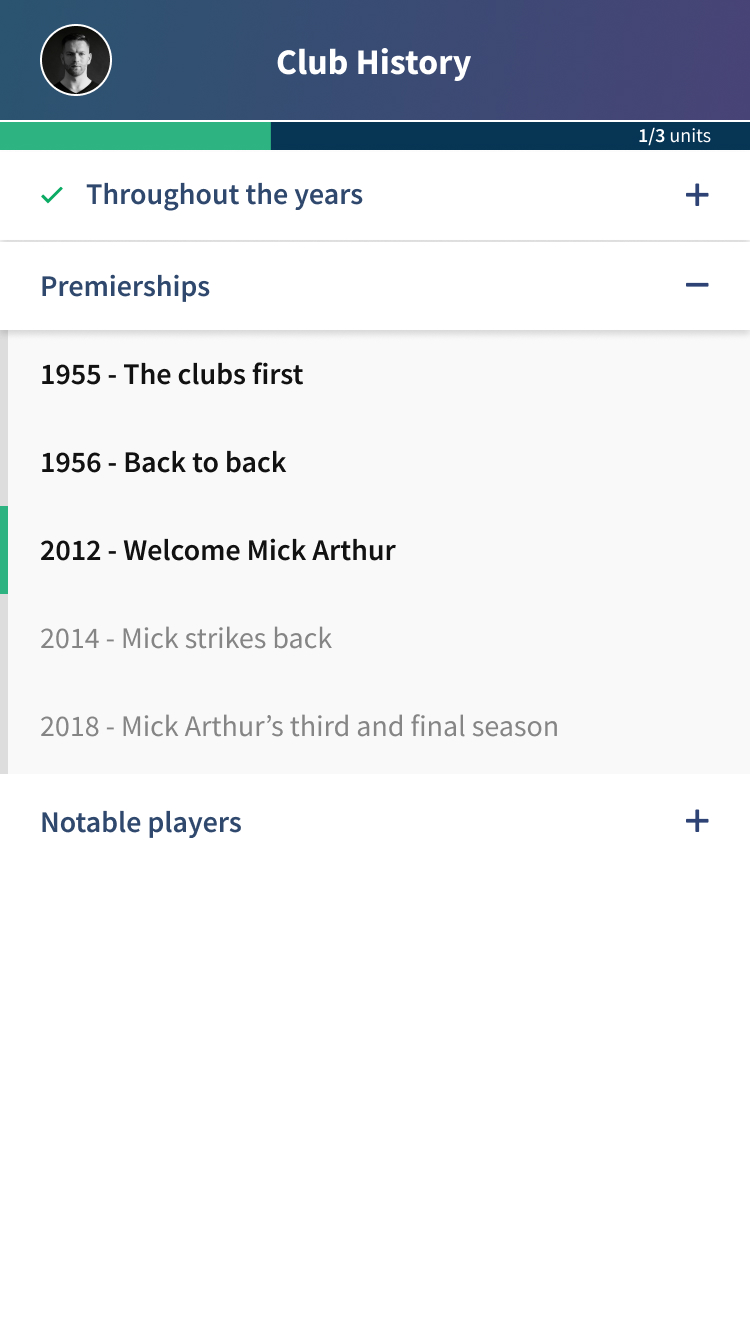 Club History
1/3 units
Throughout the years
Premierships
1955 - The clubs first
1956 - Back to back
2012 - Welcome Mick Arthur
2014 - Mick strikes back
2018 - Mick Arthur’s third and final season
Notable players